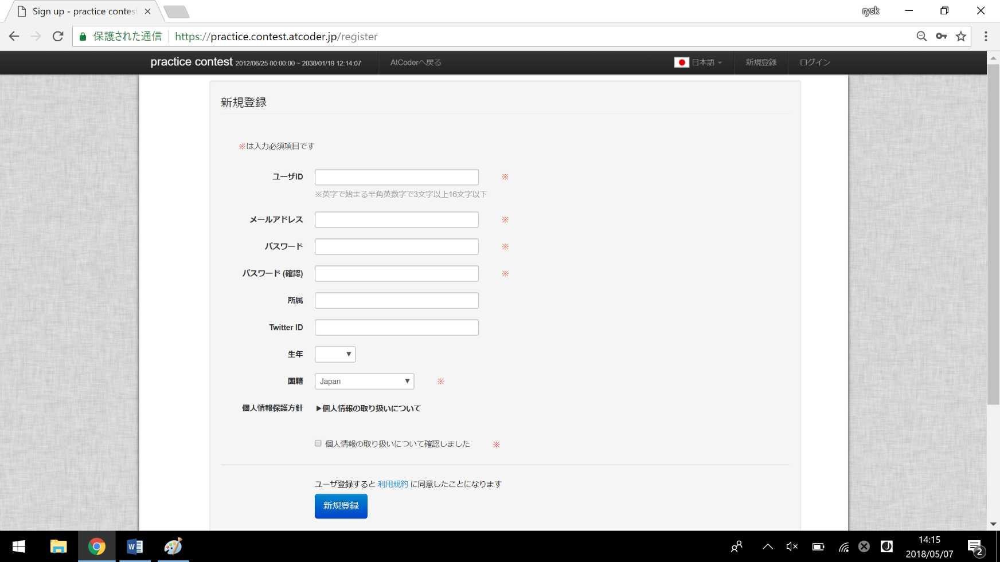 Sign up - practice contest
rysk
保護された通信 https://practice.contest.atcoder.jp/register
practice contest 2012/06/25 00:00:00 ~ 2038/01/19 12:14:07 AtCoderへ戻る 日本語 新規登録 ログイン
新規登録
※は入力必須項目です
ユーザID ※
※英字で始まる半角英数字で3文字以上16文字以下
メールアドレス ※
パスワード ※
パスワード (確認) ※
所属
Twitter ID
生年
国籍 Japan ※
個人情報保護方針 ▶個人情報の取り扱いについて
個人情報の取り扱いについて確認しました ※
ユーザ登録すると 利用規約 に同意したことになります
新規登録
14:15
2018/05/07
2